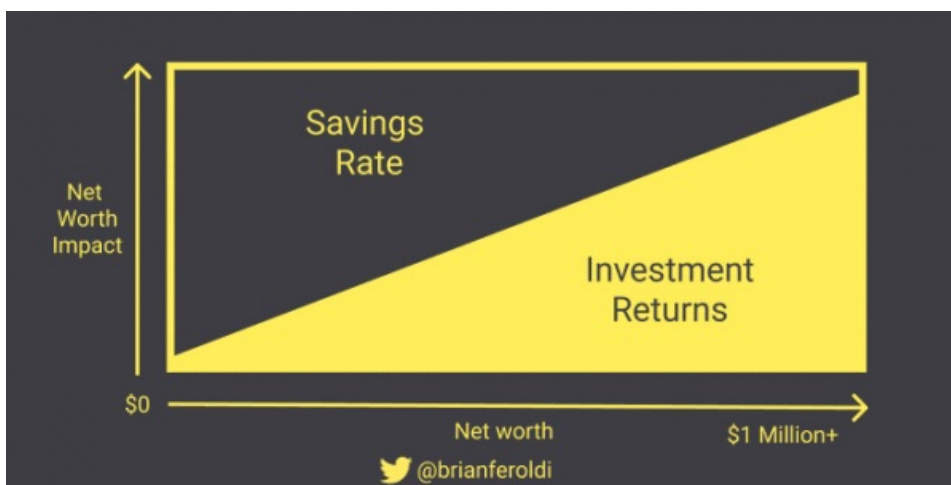 Savings
Rate
Net
Worth
Impact
Investment
Returns
$0
Net worth
$1 Million+
@brianferoldi